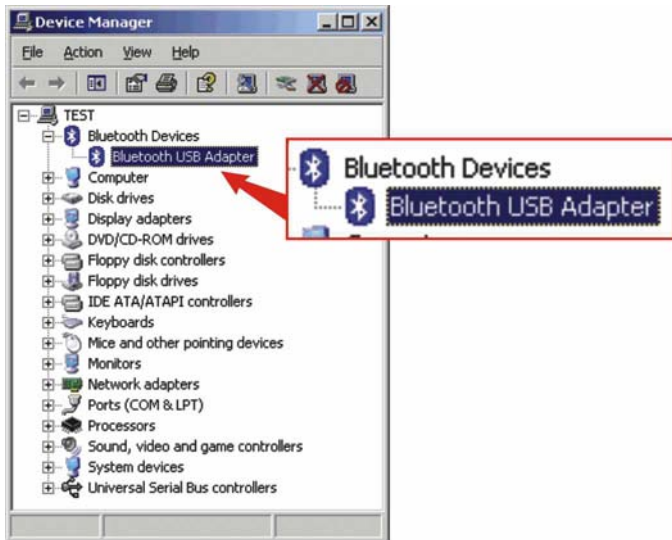 Device Manager
File Action View Help
TEST
Bluetooth Devices
Bluetooth USB Adapter
Computer
Disk drives
Display adapters
DVD/CD-ROM drives
Floppy disk controllers
Floppy disk drives
IDE ATA/ATAPI controllers
Keyboards
Mice and other pointing devices
Monitors
Network adapters
Ports (COM & LPT)
Processors
Sound, video and game controllers
System devices
Universal Serial Bus controllers
Bluetooth Devices
Bluetooth USB Adapter